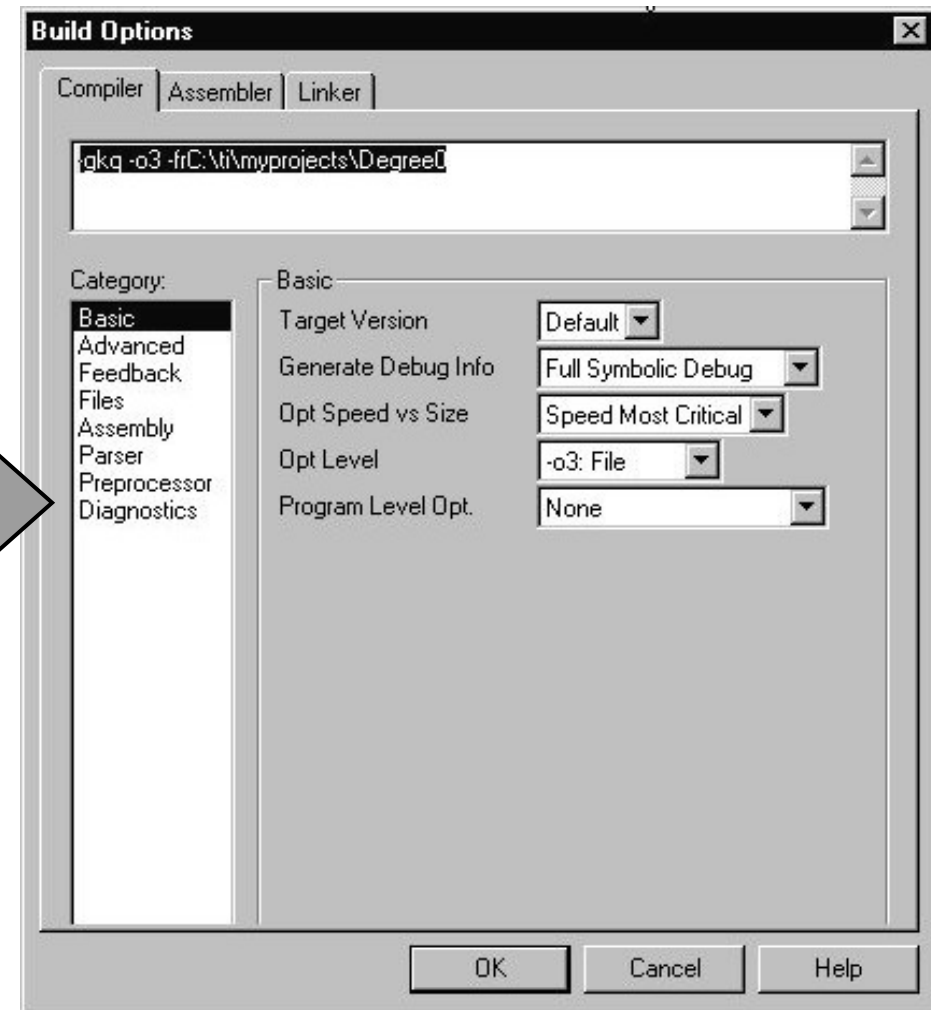 Build Options
Compiler Assembler Linker
-gkq -o3 -frC:\ti\myprojects\Degree0
Category:
Basic
Advanced
Feedback
Files
Assembly
Parser
Preprocessor
Diagnostics
Basic
Target Version Default
Generate Debug Info Full Symbolic Debug
Opt Speed vs Size Speed Most Critical
Opt Level -o3: File
Program Level Opt. None
OK Cancel Help